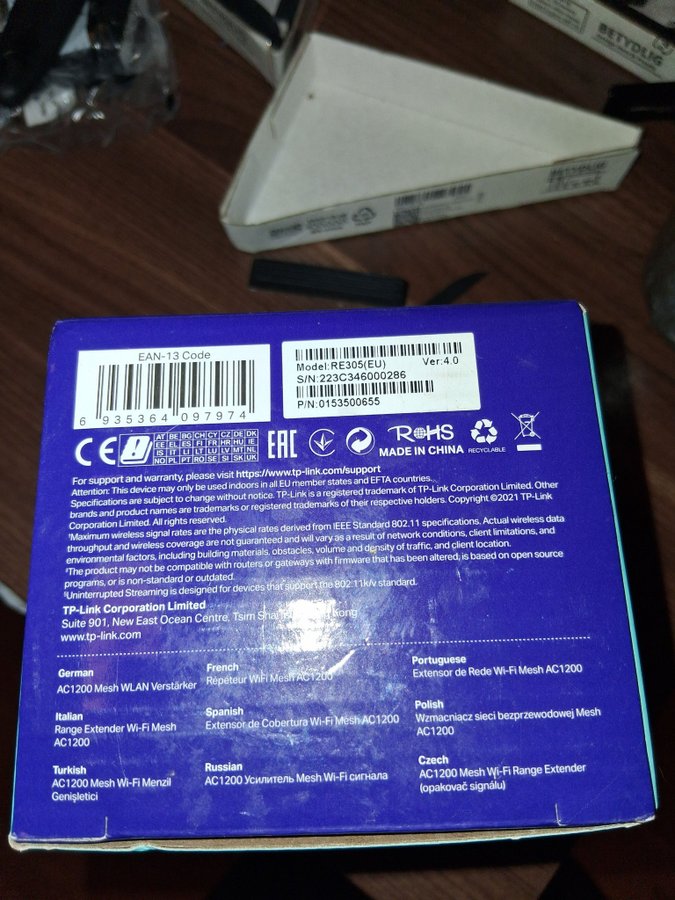 BETYDLIG
EAN-13 Code
6 935364 097974
Model:RE305(EU) Ver:4.0
S/N:223C346000286
P/N:0153500655
CE
AT BE BG CH CY CZ DE DK
EE EL ES FI FR HR HU IE
IS IT LI LT LU LV MT NL
NO PL PT RO SE SI SK UK
EAC
RoHS
MADE IN CHINA
RECYCLABLE
For support and warranty, please visit https://www.tp-link.com/support
Attention: This device may only be used indoors in all EU member states and EFTA countries.
Specifications are subject to change without notice. TP-Link is a registered trademark of TP-Link Corporation Limited. Other
brands and product names are trademarks or registered trademarks of their respective holders. Copyright ©2021 TP-Link
Corporation Limited. All rights reserved.
†Maximum wireless signal rates are the physical rates derived from IEEE Standard 802.11 specifications. Actual wireless data
throughput and wireless coverage are not guaranteed and will vary as a result of network conditions, client limitations, and
environmental factors, including building materials, obstacles, volume and density of traffic, and client location.
‡The product may not be compatible with routers or gateways with firmware that has been altered, is based on open source
programs, or is non-standard or outdated.
§Uninterrupted Streaming is designed for devices that support the 802.11k/v standard.
TP-Link Corporation Limited
Suite 901, New East Ocean Centre, Tsim
www.tp-link.com
German
AC1200 Mesh WLAN Verstärker
French
Répéteur WiFi Mesh AC1200
Portuguese
Extensor de Rede Wi-Fi Mesh AC1200
Italian
Range Extender Wi-Fi Mesh
AC1200
Spanish
Extensor de Cobertura Wi-Fi Mesh AC1200
Polish
Wzmacniacz sieci bezprzewodowej Mesh
AC1200
Turkish
AC1200 Mesh Wi-Fi Menzil
Genişletici
Russian
AC1200 Усилитель Mesh Wi-Fi сигнала
Czech
AC1200 Mesh Wi-Fi Range Extender
(opakovač signálu)